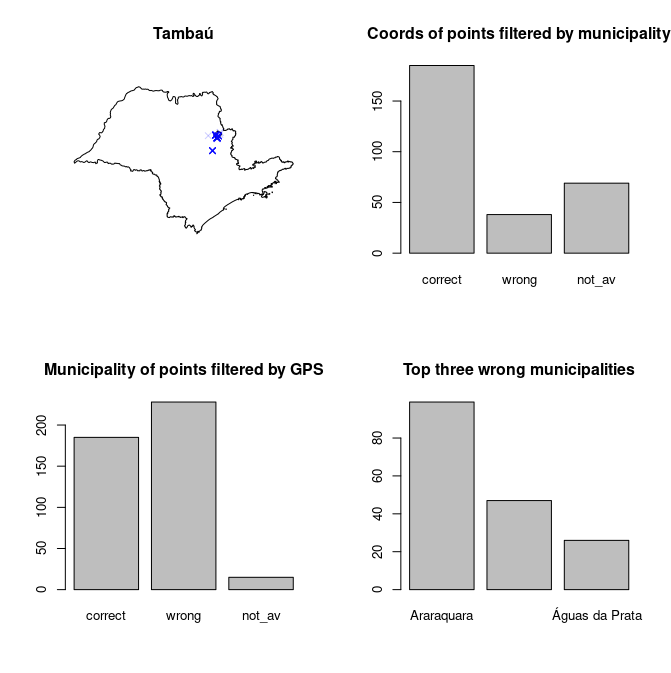 Tambaú
Coords of points filtered by municipality
0
50
100
150
correct wrong not_av
Municipality of points filtered by GPS
0
50
100
150
200
correct wrong not_av
Top three wrong municipalities
0
20
40
60
80
Araraquara Águas da Prata